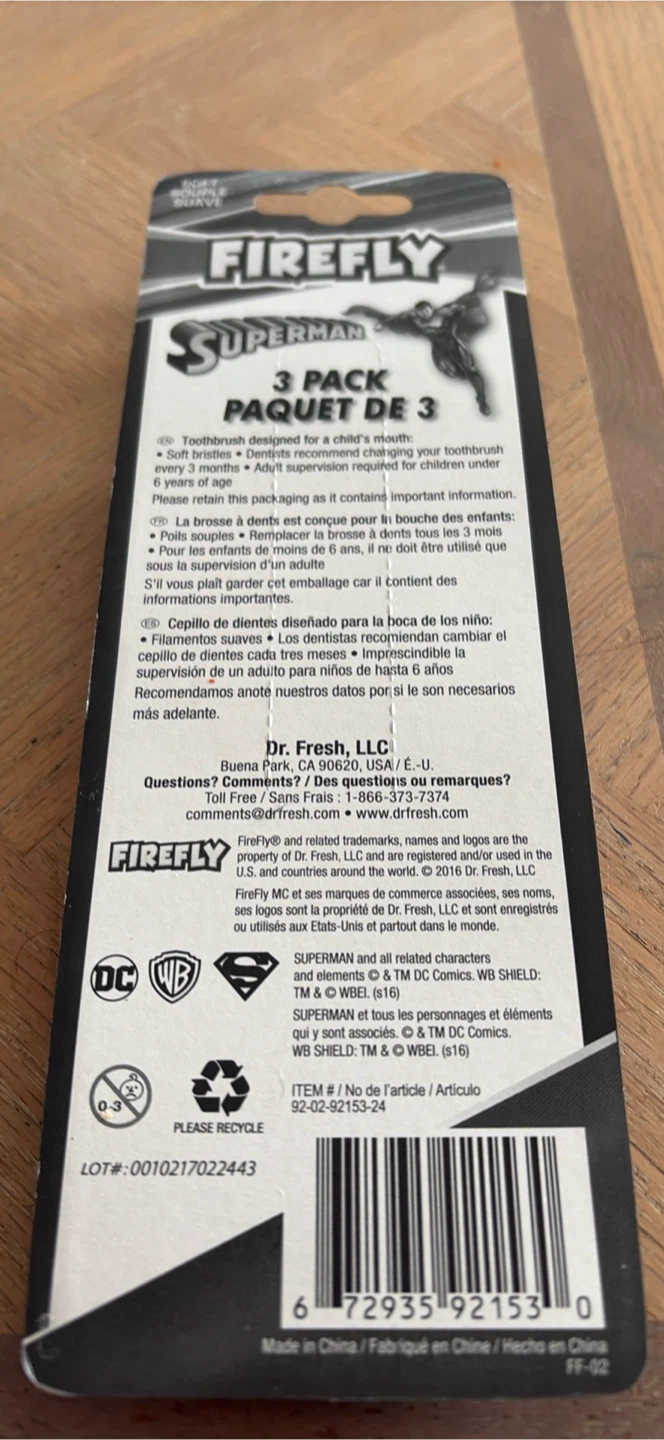 SOFT
SOUPLE
SUAVE
FIREFLY
SUPERMAN
3 PACK
PAQUET DE 3
EN Toothbrush designed for a child's mouth:
• Soft bristles • Dentists recommend changing your toothbrush
every 3 months • Adult supervision required for children under
6 years of age
Please retain this packaging as it contains important information.
FR La brosse à dents est conçue pour ln bouche des enfants:
• Poils souples • Remplacer la brosse à dents tous les 3 mois
• Pour les enfants de moins de 6 ans, il ne doit être utilisé que
sous la supervision d'un adulte
S'il vous plaît garder cet emballage car il contient des
informations importantes.
ES Cepillo de dientes diseñado para la boca de los niño:
• Filamentos suaves • Los dentistas recomiendan cambiar el
cepillo de dientes cada tres meses • Imprescindible la
supervisión de un adulto para niños de hasta 6 años
Recomendamos anote nuestros datos por si le son necesarios
más adelante.
Dr. Fresh, LLC
Buena Park, CA 90620, USA / É.-U.
Questions? Comments? / Des questions ou remarques?
Toll Free / Sans Frais : 1-866-373-7374
comments@drfresh.com • www.drfresh.com
FIREFLY
FireFly® and related trademarks, names and logos are the
property of Dr. Fresh, LLC and are registered and/or used in the
U.S. and countries around the world. © 2016 Dr. Fresh, LLC
FireFly MC et ses marques de commerce associées, ses noms,
ses logos sont la propriété de Dr. Fresh, LLC et sont enregistrés
ou utilisés aux Etats-Unis et partout dans le monde.
DC WB S
SUPERMAN and all related characters
and elements © & TM DC Comics. WB SHIELD:
TM & © WBEI. (s16)
SUPERMAN et tous les personnages et éléments
qui y sont associés. © & TM DC Comics.
WB SHIELD: TM & © WBEI. (s16)
0-3
PLEASE RECYCLE
ITEM # / No de l'article / Artículo
92-02-92153-24
LOT#:0010217022443
6 72935 92153 0
Made in China / Fabriqué en Chine / Hecho en China
FF-02